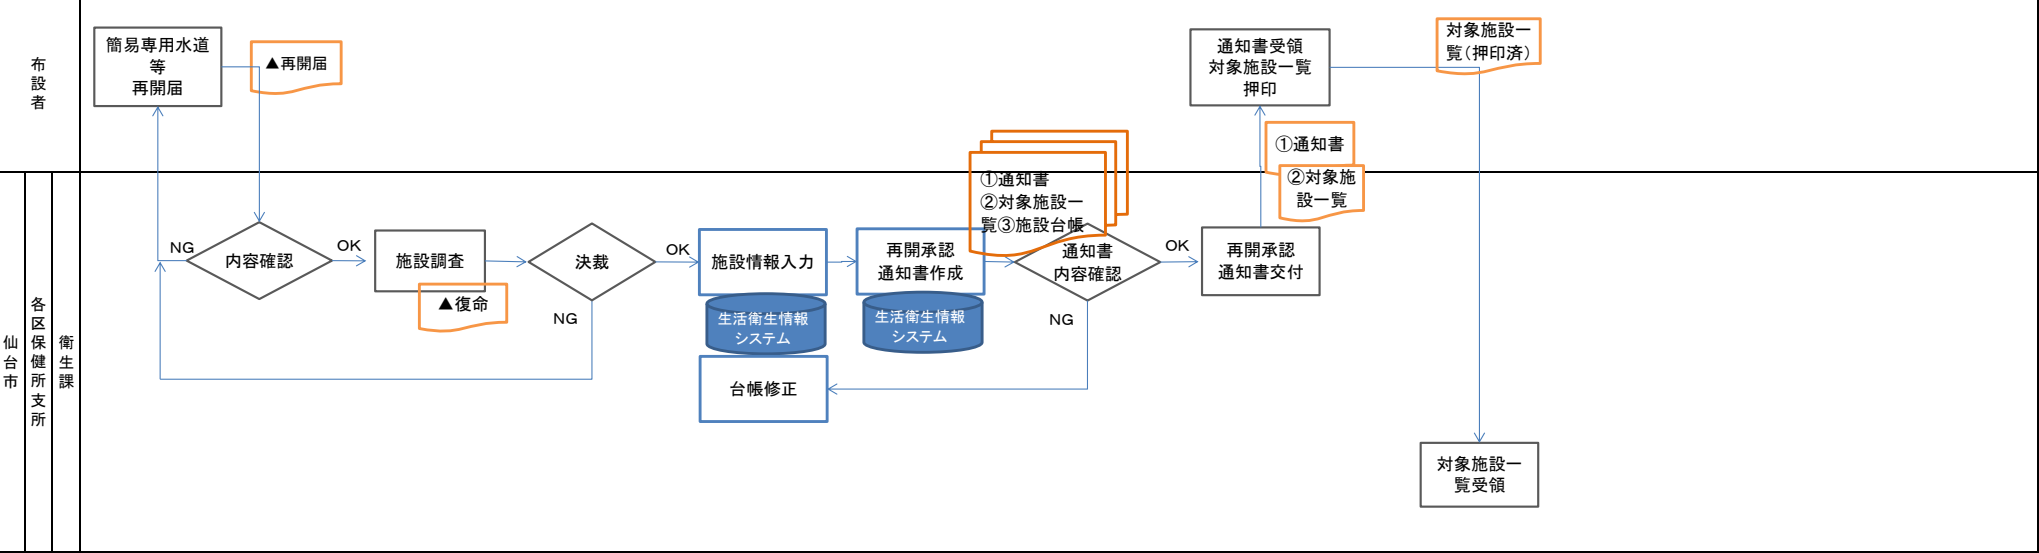 布設者
簡易専用水道
等
再開届
▲再開届
通知書受領
対象施設一覧
押印
対象施設一
覧（押印済）
①通知書
②対象施
設一覧
仙台市
各区保健所支所
衛生課
NG
内容確認
OK
施設調査
▲復命
決裁
OK
NG
施設情報入力
生活衛生情報
システム
再開承認
通知書作成
生活衛生情報
システム
①通知書
②対象施設一
覧③施設台帳
通知書
内容確認
OK
NG
再開承認
通知書交付
台帳修正
対象施設一
覧受領